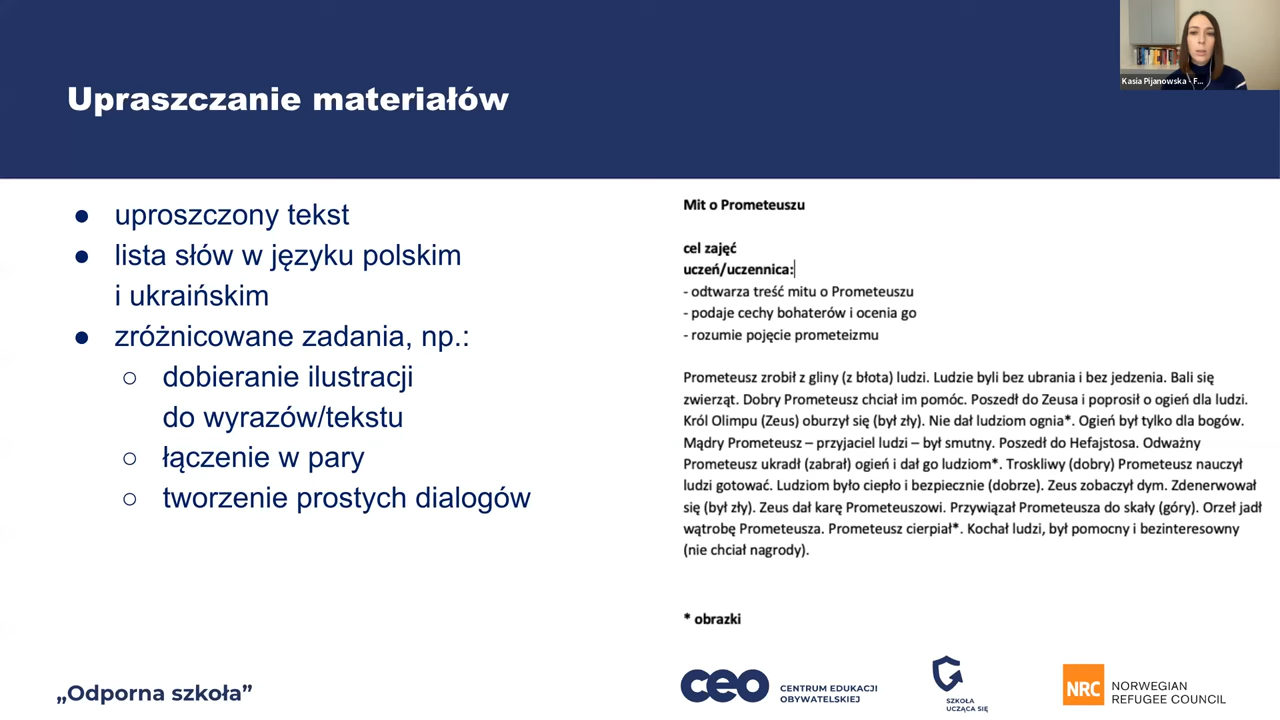 Upraszczanie materiałów
Kasia Pijanowska - F...
● uproszczony tekst
● lista słów w języku polskim
i ukraińskim
● zróżnicowane zadania, np.:
○ dobieranie ilustracji
do wyrazów/tekstu
○ łączenie w pary
○ tworzenie prostych dialogów
Mit o Prometeuszu
cel zajęć
uczeń/uczennica:
- odtwarza treść mitu o Prometeuszu
- podaje cechy bohaterów i ocenia go
- rozumie pojęcie prometeizmu
Prometeusz zrobił z gliny (z błota) ludzi. Ludzie byli bez ubrania i bez jedzenia. Bali się
zwierząt. Dobry Prometeusz chciał im pomóc. Poszedł do Zeusa i poprosił o ogień dla ludzi.
Król Olimpu (Zeus) oburzył się (był zły). Nie dał ludziom ognia*. Ogień był tylko dla bogów.
Mądry Prometeusz – przyjaciel ludzi – był smutny. Poszedł do Hefajstosa. Odważny
Prometeusz ukradł (zabrał) ogień i dał go ludziom*. Troskliwy (dobry) Prometeusz nauczył
ludzi gotować. Ludziom było ciepło i bezpiecznie (dobrze). Zeus zobaczył dym. Zdenerwował
się (był zły). Zeus dał karę Prometeuszowi. Przywiązał Prometeusza do skały (góry). Orzeł jadł
wątrobę Prometeusza. Prometeusz cierpiał*. Kochał ludzi, był pomocny i bezinteresowny
(nie chciał nagrody).
* obrazki
„Odporna szkoła”
ceo CENTRUM EDUKACJI
OBYWATELSKIEJ
SZKOŁA
UCZĄCA SIĘ
NRC NORWEGIAN
REFUGEE COUNCIL